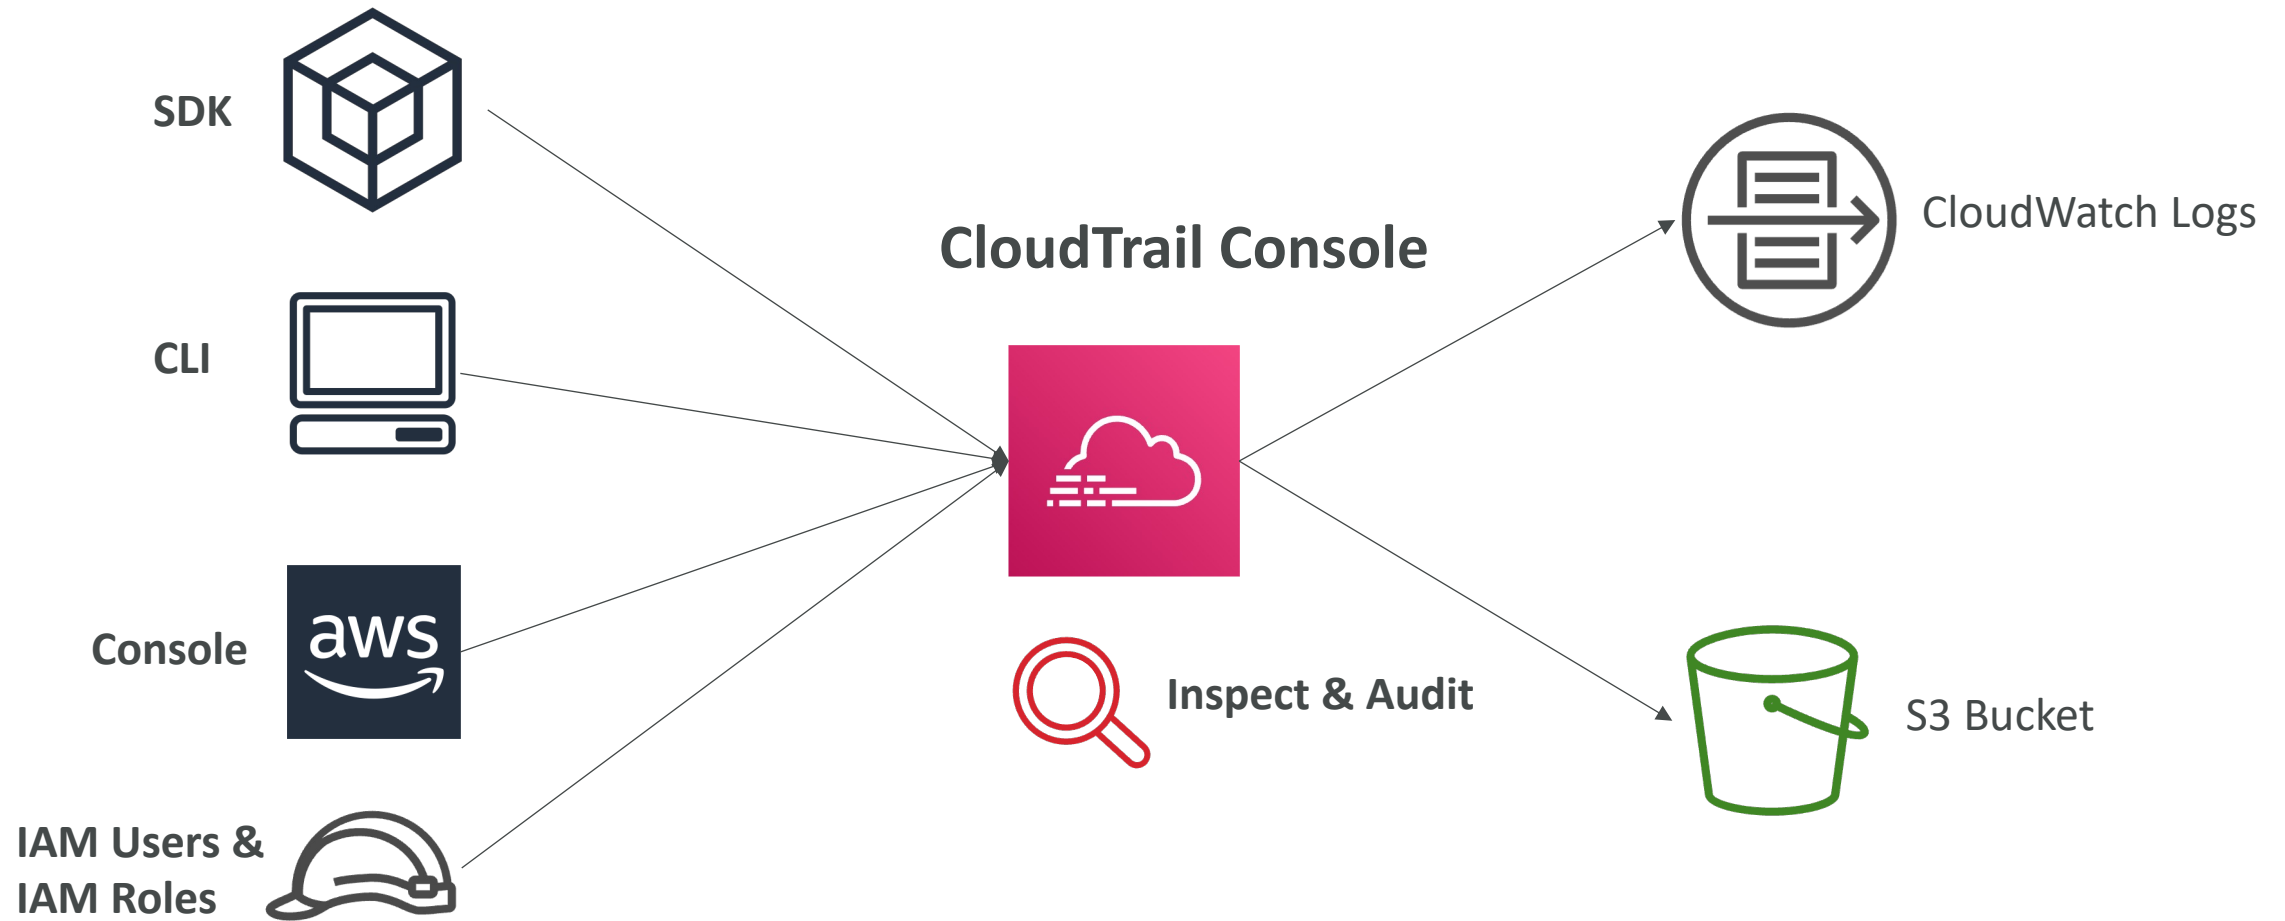 SDK
CLI
Console
aws
IAM Users &
IAM Roles
CloudTrail Console
Inspect & Audit
CloudWatch Logs
S3 Bucket